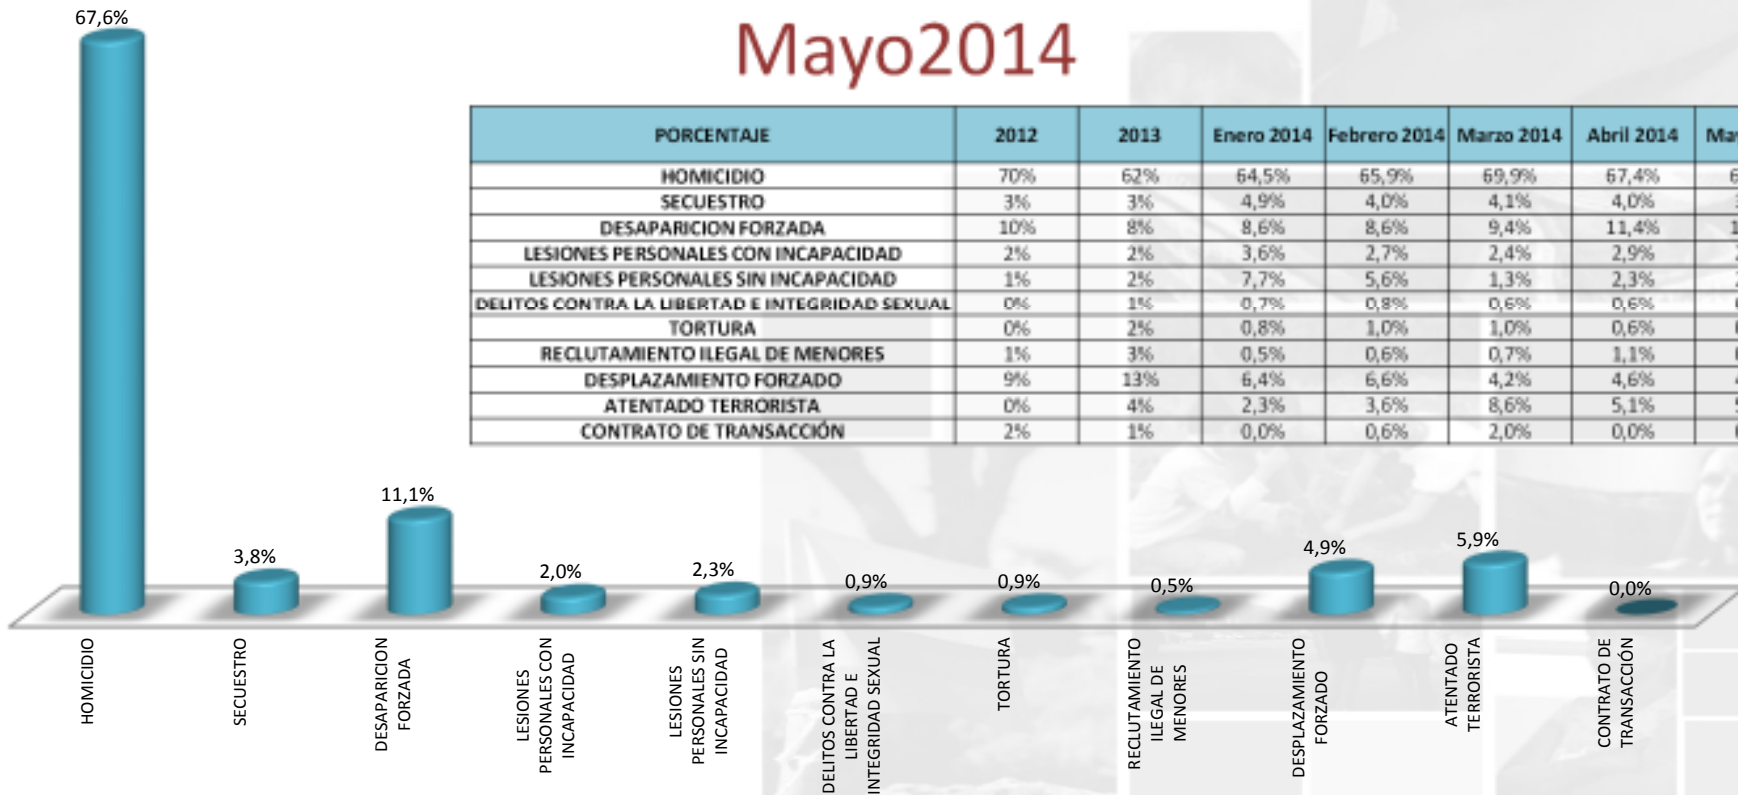 67,6%
Mayo2014
PORCENTAJE 2012 2013 Enero 2014 Febrero 2014 Marzo 2014 Abril 2014
HOMICIDIO 70% 62% 64,5% 65,9% 69,9% 67,4%
SECUESTRO 3% 3% 4,9% 4,0% 4,1% 4,0%
DESAPARICION FORZADA 10% 8% 8,6% 8,6% 9,4% 11,4%
LESIONES PERSONALES CON INCAPACIDAD 2% 2% 3,6% 2,7% 2,4% 2,9%
LESIONES PERSONALES SIN INCAPACIDAD 1% 2% 7,7% 5,6% 1,3% 2,3%
DELITOS CONTRA LA LIBERTAD E INTEGRIDAD SEXUAL 0% 1% 0,7% 0,8% 0,6% 0,6%
TORTURA 0% 2% 0,8% 1,0% 1,0% 0,6%
RECLUTAMIENTO ILEGAL DE MENORES 1% 3% 0,5% 0,6% 0,7% 1,1%
DESPLAZAMIENTO FORZADO 9% 13% 6,4% 6,6% 4,2% 4,6%
ATENTADO TERRORISTA 0% 4% 2,3% 3,6% 8,6% 5,1%
CONTRATO DE TRANSACCIÓN 2% 1% 0,0% 0,6% 2,0% 0,0%
3,8%
11,1%
2,0%
2,3%
0,9%
0,9%
0,5%
4,9%
5,9%
0,0%
HOMICIDIO
SECUESTRO
DESAPARICION
FORZADA
LESIONES
PERSONALES CON
INCAPACIDAD
LESIONES
PERSONALES SIN
INCAPACIDAD
DELITOS CONTRA LA
LIBERTAD E
INTEGRIDAD SEXUAL
TORTURA
RECLUTAMIENTO
ILEGAL DE
MENORES
DESPLAZAMIENTO
FORZADO
ATENTADO
TERRORISTA
CONTRATO DE
TRANSACCIÓN